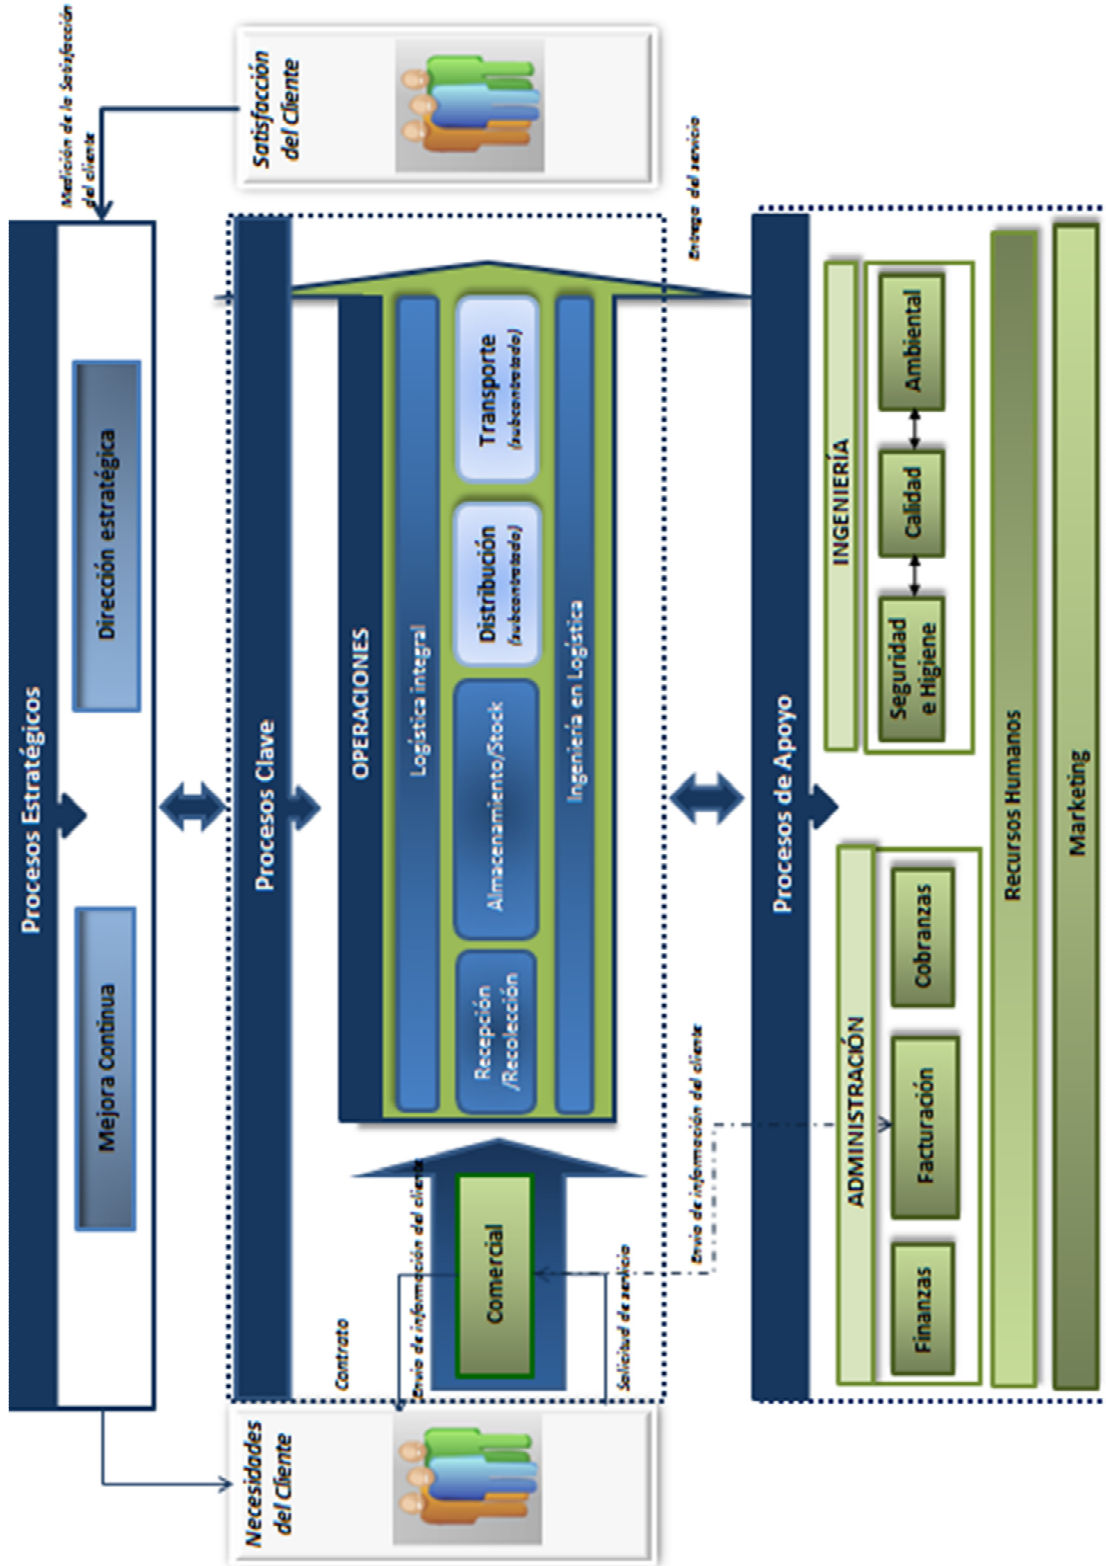 Procesos Estratégicos
Mejora Continua
Dirección estratégica
Medición de la Satisfacción
del cliente
Necesidades
del Cliente
Satisfacción
del Cliente
Procesos Clave
Contrato
Envio de información del cliente
Comercial
Solicitud de servicio
OPERACIONES
Logística integral
Recepción
/Recolección
Almacenamiento/Stock
Distribución
(subcontratado)
Transporte
(subcontratado)
Ingeniería en Logística
Entrega del servicio
Envio de información del cliente
Procesos de Apoyo
ADMINISTRACIÓN
Finanzas
Facturación
Cobranzas
INGENIERÍA
Seguridad
e Higiene
Calidad
Ambiental
Recursos Humanos
Marketing